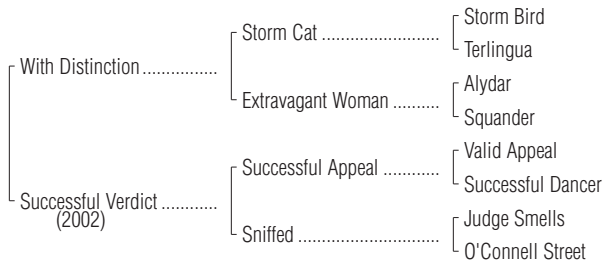 Storm Bird
Storm Cat ........................
Terlingua
With Distinction ...............
Alydar
Extravagant Woman ..........
Squander
Valid Appeal
Successful Appeal ............
Successful Dancer
Successful Verdict ............
(2002)
Judge Smells
Sniffed .............................
O'Connell Street